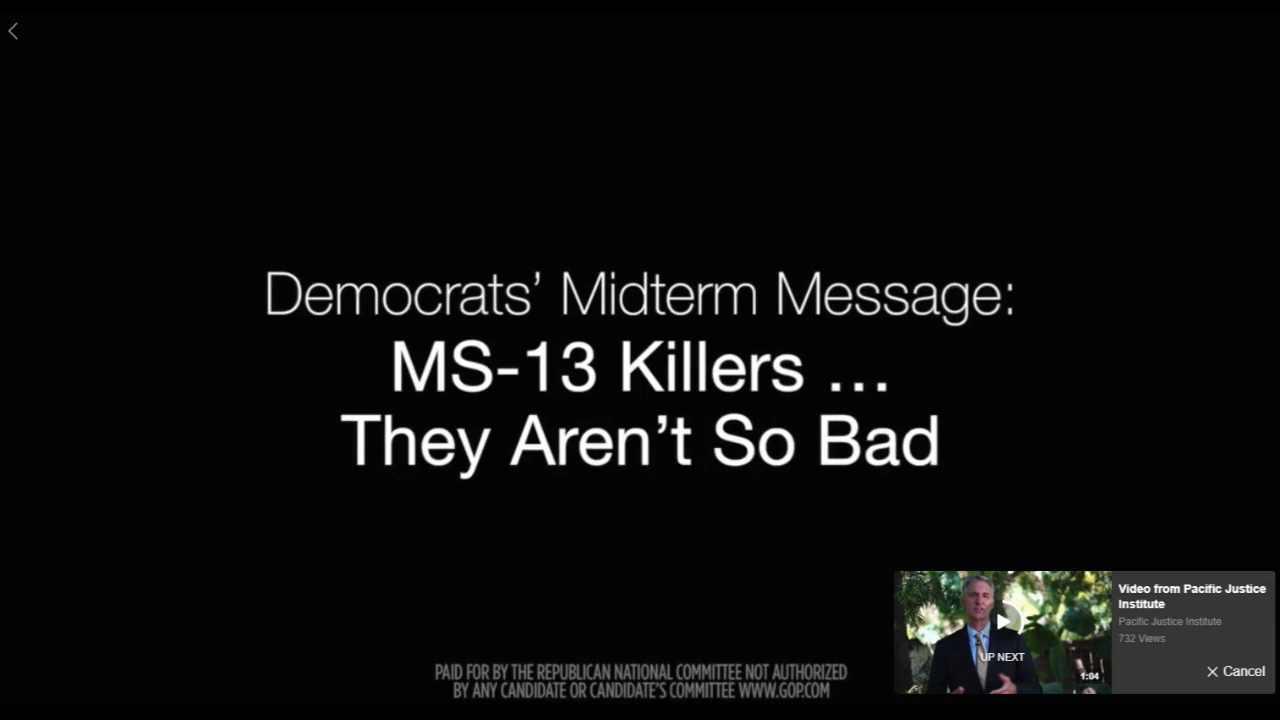 Democrats’ Midterm Message:
MS-13 Killers ...
They Aren’t So Bad
Video from Pacific Justice
Institute
Pacific Justice Institute
732 Views
UP NEXT
1:04
Cancel
PAID FOR BY THE REPUBLICAN NATIONAL COMMITTEE NOT AUTHORIZED
BY ANY CANDIDATE OR CANDIDATE'S COMMITTEE WWW.GOP.COM